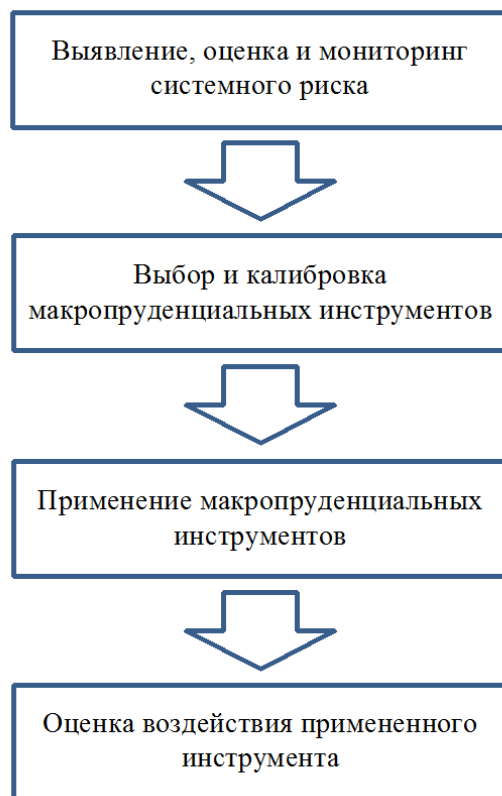 Выявление, оценка и мониторинг
системного риска
Выбор и калибровка
макропруденциальных инструментов
Применение макропруденциальных
инструментов
Оценка воздействия примененного
инструмента